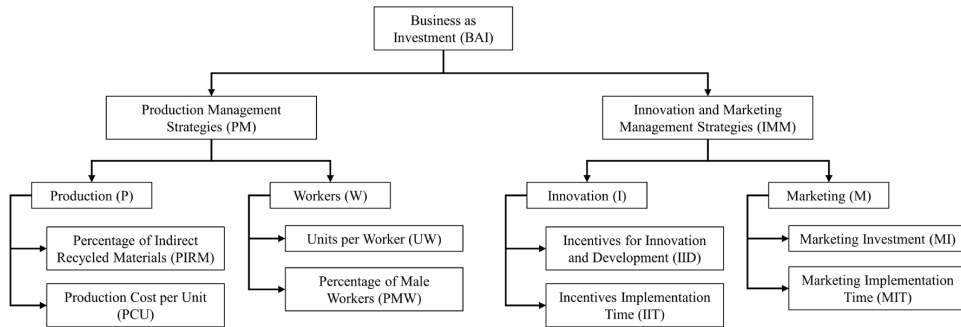 Business as
Investment (BAI)
Production Management
Strategies (PM)
Innovation and Marketing
Management Strategies (IMM)
Production (P)
Workers (W)
Innovation (I)
Marketing (M)
Percentage of Indirect
Recycled Materials (PIRM)
Units per Worker (UW)
Incentives for Innovation
and Development (IID)
Marketing Investment (MI)
Production Cost per Unit
(PCU)
Percentage of Male
Workers (PMW)
Incentives Implementation
Time (IIT)
Marketing Implementation
Time (MIT)